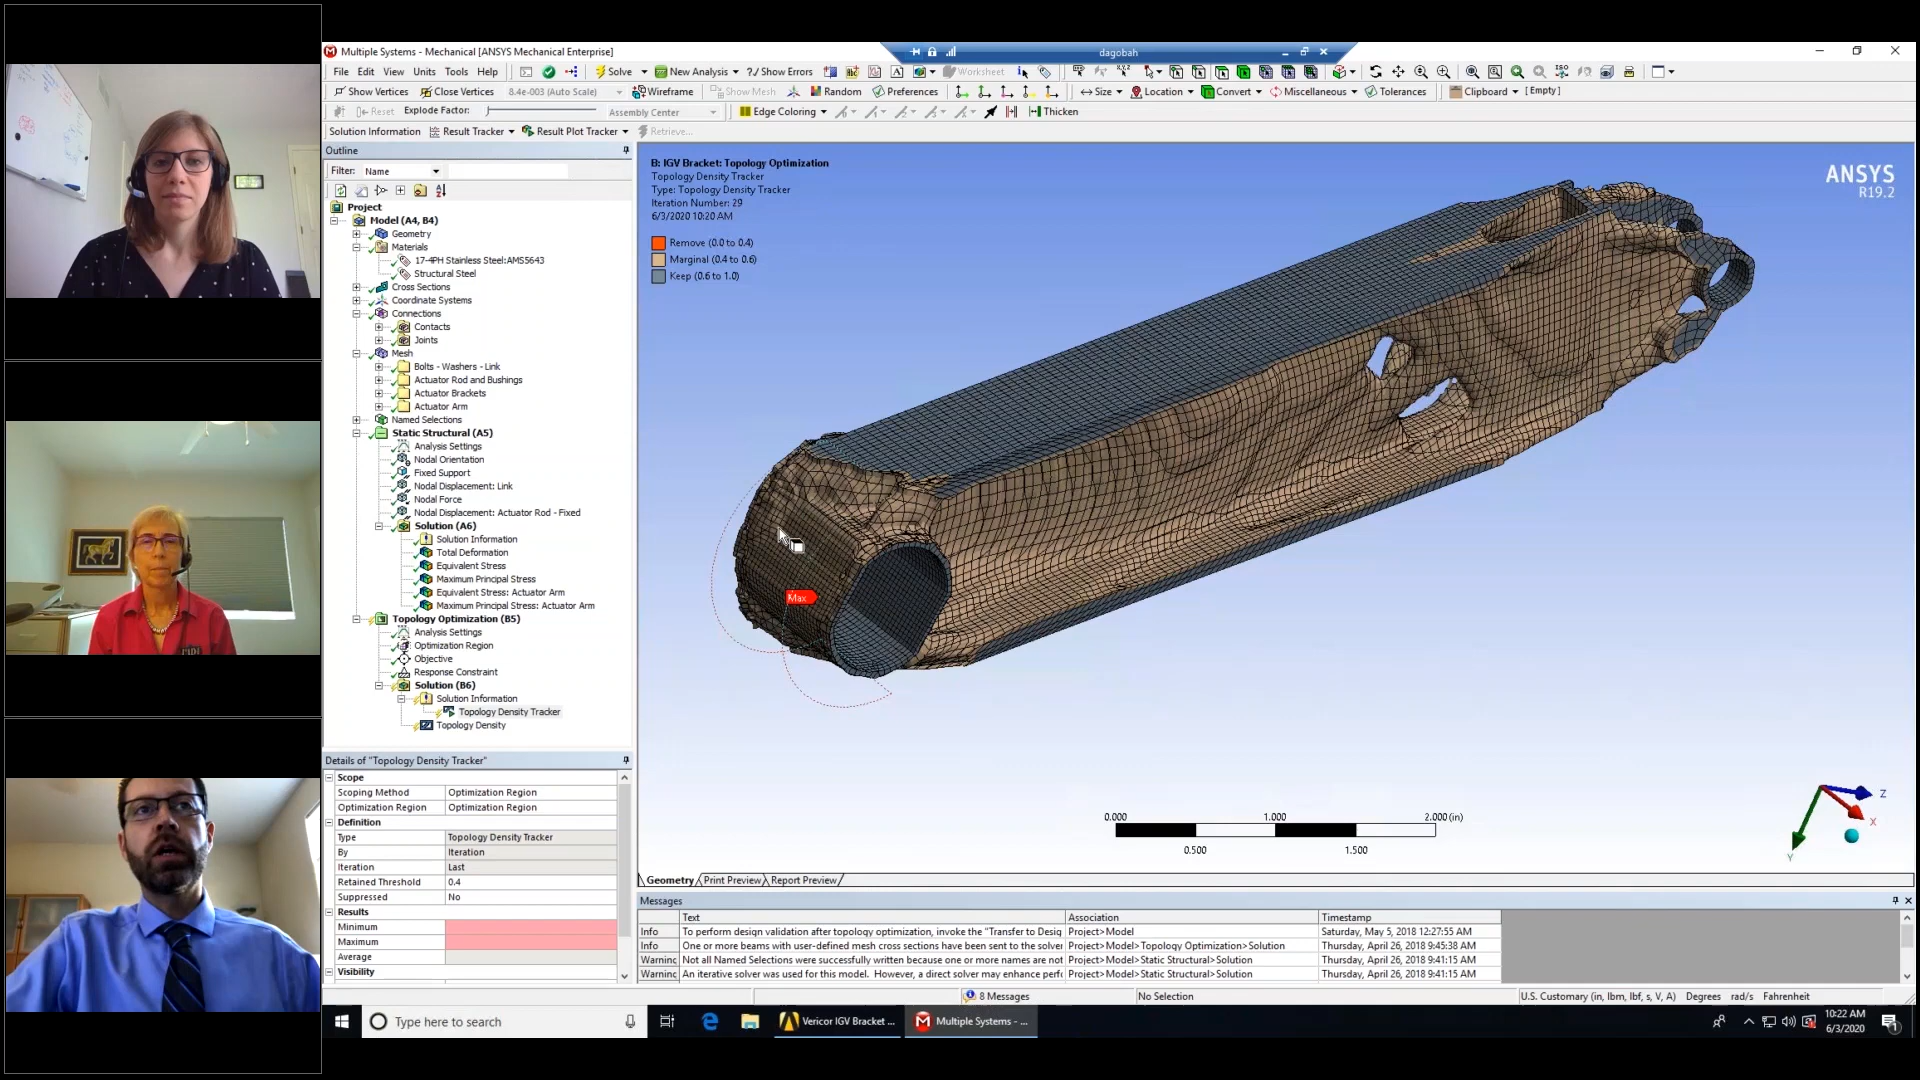 Multiple Systems - Mechanical [ANSYS Mechanical Enterprise]
dagobah
File Edit View Units Tools Help Solve New Analysis ?/ Show Errors Worksheet
Show Vertices Close Vertices 8.4e-003 (Auto Scale) Wireframe Show Mesh Random Preferences Size Location Convert Miscellaneous Tolerances Clipboard [ Empty ]
Reset Explode Factor: Assembly Center Edge Coloring Thicken
Solution Information Result Tracker Result Plot Tracker Retrieve...
Outline
Filter: Name
Project
Model (A4, B4)
Geometry
Materials
17-4PH Stainless Steel:AMS5643
Structural Steel
Cross Sections
Coordinate Systems
Connections
Contacts
Joints
Mesh
Bolts - Washers - Link
Actuator Rod and Bushings
Actuator Brackets
Actuator Arm
Named Selections
Static Structural (A5)
Analysis Settings
Nodal Orientation
Fixed Support
Nodal Displacement: Link
Nodal Force
Nodal Displacement: Actuator Rod - Fixed
Solution (A6)
Solution Information
Total Deformation
Equivalent Stress
Maximum Principal Stress
Equivalent Stress: Actuator Arm
Maximum Principal Stress: Actuator Arm
Topology Optimization (B5)
Analysis Settings
Optimization Region
Objective
Response Constraint
Solution (B6)
Solution Information
Topology Density Tracker
Topology Density
Details of "Topology Density Tracker"
Scope
Scoping Method Optimization Region
Optimization Region Optimization Region
Definition
Type Topology Density Tracker
By Iteration
Iteration Last
Retained Threshold 0.4
Suppressed No
Results
Minimum
Maximum
Average
Visibility
B: IGV Bracket: Topology Optimization
Topology Density Tracker
Type: Topology Density Tracker
Iteration Number: 29
6/3/2020 10:20 AM
Remove (0.0 to 0.4)
Marginal (0.4 to 0.6)
Keep (0.6 to 1.0)
ANSYS
R19.2
Max
0.000 1.000 2.000 (in)
0.500 1.500
Z
X
Y
Geometry Print Preview Report Preview
Messages
Text Association Timestamp
Info To perform design validation after topology optimization, invoke the "Transfer to Desig Project>Model Saturday, May 5, 2018 12:27:55 AM
Info One or more beams with user-defined mesh cross sections have been sent to the solver Project>Model>Topology Optimization>Solution Thursday, April 26, 2018 9:45:38 AM
Warninc Not all Named Selections were successfully written because one or more names are not Project>Model>Static Structural>Solution Thursday, April 26, 2018 9:41:15 AM
Warninc An iterative solver was used for this model. However, a direct solver may enhance perfo Project>Model>Static Structural>Solution Thursday, April 26, 2018 9:41:15 AM
8 Messages No Selection U.S. Customary (in, lbm, lbf, s, V, A) Degrees rad/s Fahrenheit
Type here to search Vericor IGV Bracket ... Multiple Systems - ... 10:22 AM
6/3/2020